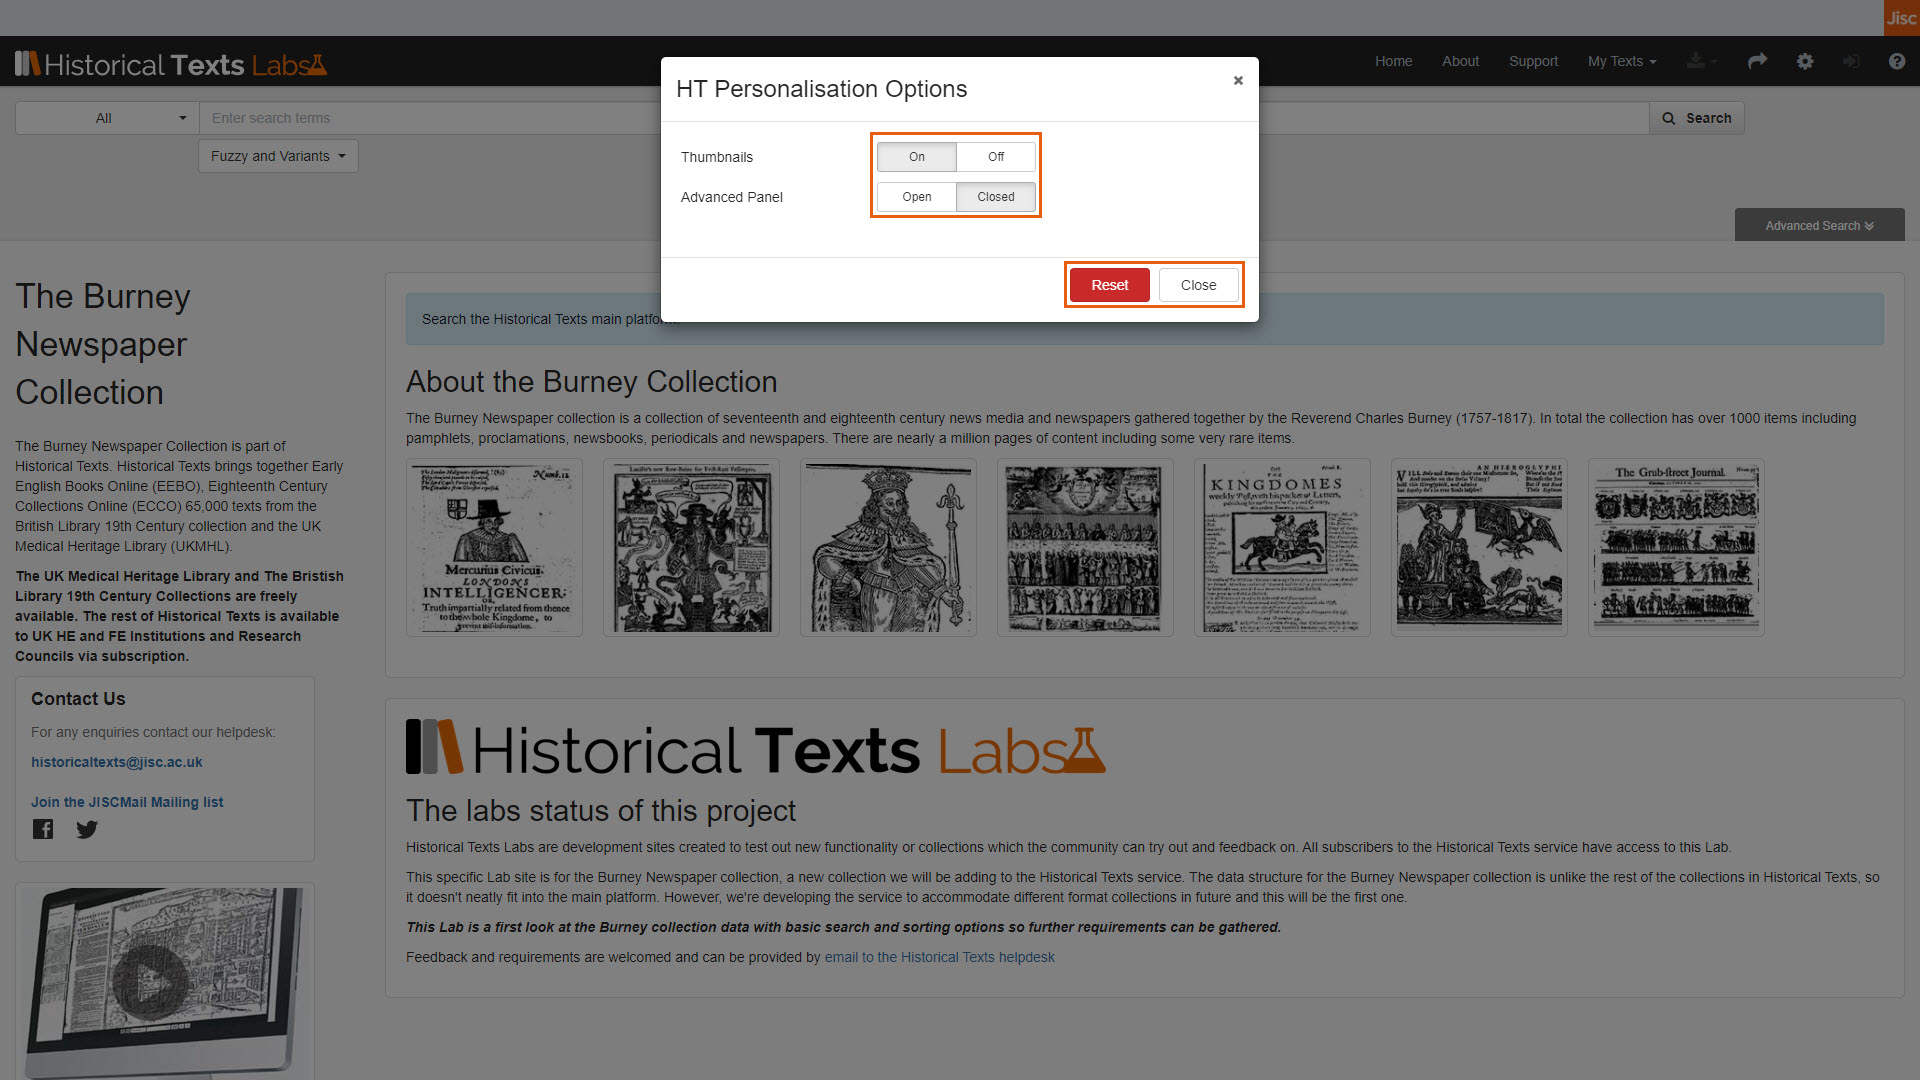 Jisc
Historical Texts Labs
Home About Support My Texts
All
Enter search terms
Search
Fuzzy and Variants
Advanced Search
HT Personalisation Options
×
Thumbnails
On Off
Advanced Panel
Open Closed
Reset Close
The Burney
Newspaper
Collection
The Burney Newspaper Collection is part of
Historical Texts. Historical Texts brings together Early
English Books Online (EEBO), Eighteenth Century
Collections Online (ECCO) 65,000 texts from the
British Library 19th Century collection and the UK
Medical Heritage Library (UKMHL).
The UK Medical Heritage Library and The Bristish
Library 19th Century Collections are freely
available. The rest of Historical Texts is available
to UK HE and FE Institutions and Research
Councils via subscription.
Contact Us
For any enquiries contact our helpdesk:
historicaltexts@jisc.ac.uk
Join the JISCMail Mailing list
Search the Historical Texts main platform.
About the Burney Collection
The Burney Newspaper collection is a collection of seventeenth and eighteenth century news media and newspapers gathered together by the Reverend Charles Burney (1757-1817). In total the collection has over 1000 items including
pamphlets, proclamations, newsbooks, periodicals and newspapers. There are nearly a million pages of content including some very rare items.
Numb. 12
Mercurius Civicus.
LONDONS
INTELLIGENCER:
OR,
Truth impartially related from thence
to the whole Kingdome, to
prevent mis-information.
KINGDOMES
AN HIEROGLYPHI
The Grub-street Journal.
Historical Texts Labs
The labs status of this project
Historical Texts Labs are development sites created to test out new functionality or collections which the community can try out and feedback on. All subscribers to the Historical Texts service have access to this Lab.
This specific Lab site is for the Burney Newspaper collection, a new collection we will be adding to the Historical Texts service. The data structure for the Burney Newspaper collection is unlike the rest of the collections in Historical Texts, so
it doesn't neatly fit into the main platform. However, we're developing the service to accommodate different format collections in future and this will be the first one.
This Lab is a first look at the Burney collection data with basic search and sorting options so further requirements can be gathered.
Feedback and requirements are welcomed and can be provided by email to the Historical Texts helpdesk